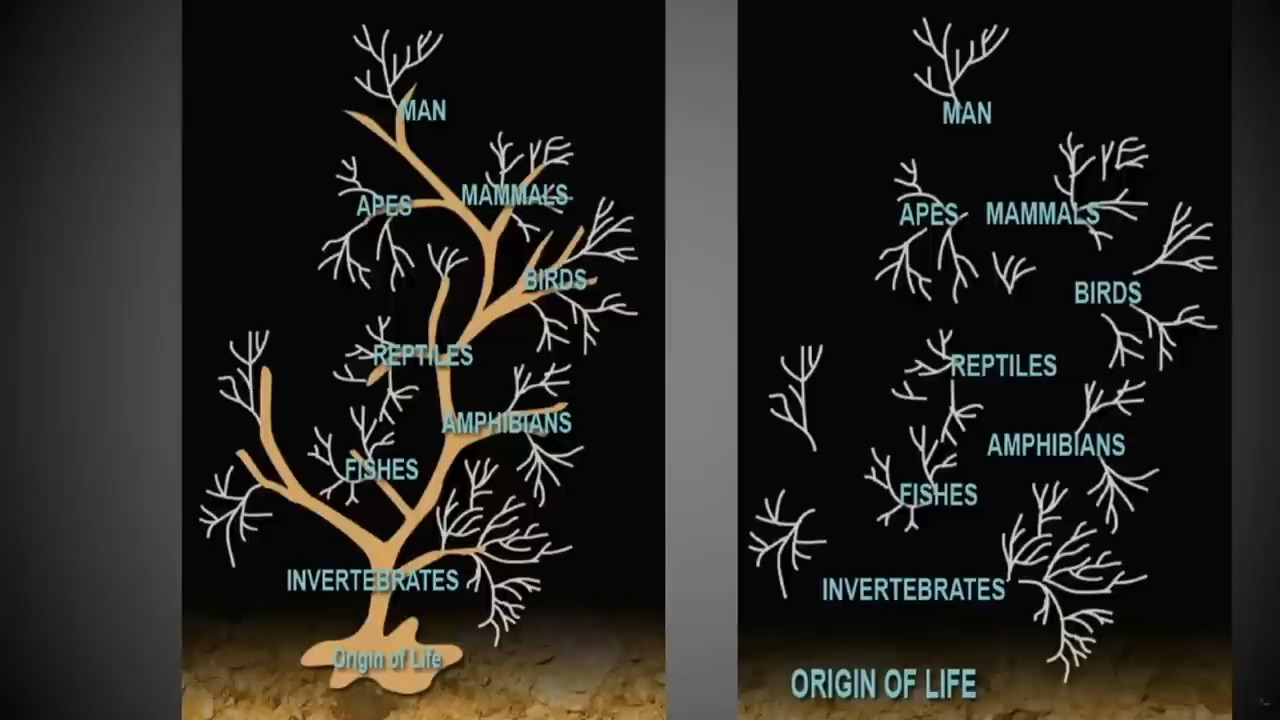 MAN
MAMMALS
APES
BIRDS
REPTILES
AMPHIBIANS
FISHES
INVERTEBRATES
Origin of Life
MAN
APES
MAMMALS
BIRDS
REPTILES
AMPHIBIANS
FISHES
INVERTEBRATES
ORIGIN OF LIFE